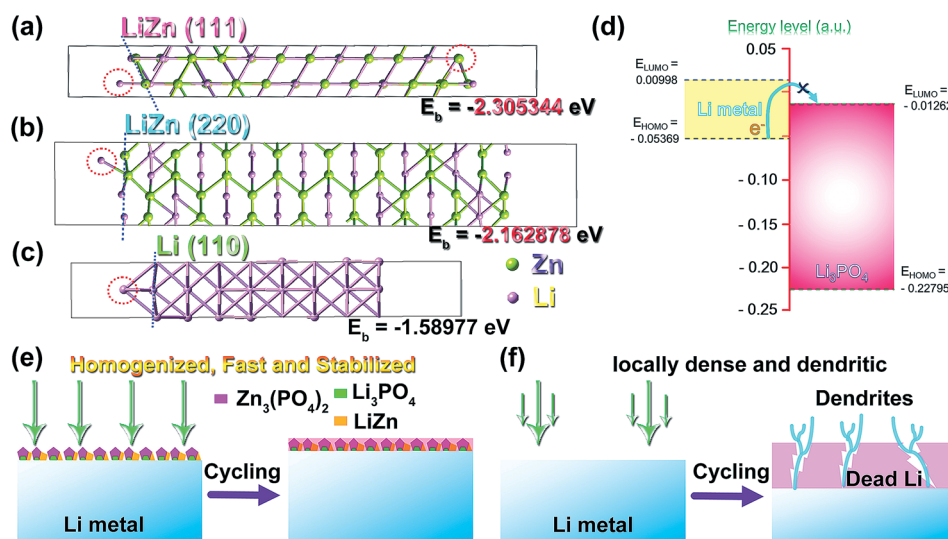 (a)
LiZn (111)
E_b = -2.305344 eV
(b)
LiZn (220)
E_b = -2.162878 eV
(c)
Li (110)
E_b = -1.58977 eV
Zn
Li
(d)
Energy level (a.u.)
0.05
- 0.10
- 0.15
- 0.20
- 0.25
E_LUMO =
0.00998
E_HOMO =
- 0.05369
Li metal
e⁻
E_LUMO =
- 0.01262
Li₃PO₄
E_HOMO =
- 0.22795
(e)
Homogenized, Fast and Stabilized
Zn₃(PO₄)₂
Li₃PO₄
LiZn
Cycling
Li metal
(f)
locally dense and dendritic
Dendrites
Cycling
Dead Li
Li metal